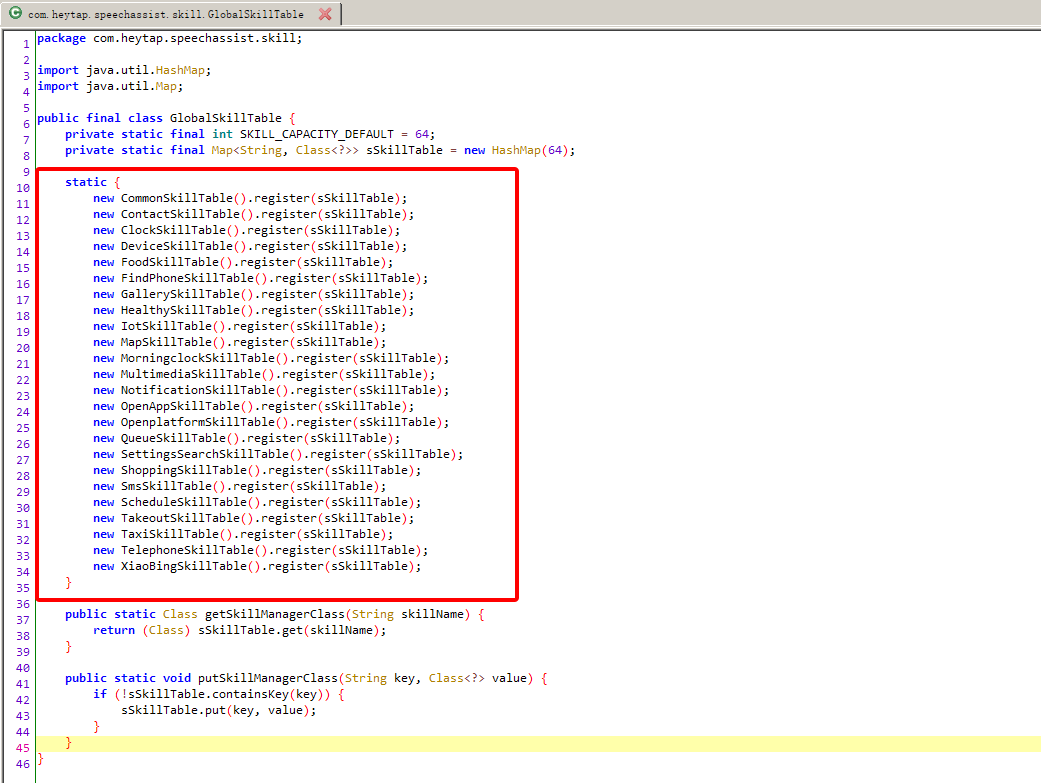 com.heytap.speechassist.skill.GlobalSkillTable
1 package com.heytap.speechassist.skill;
2
3 import java.util.HashMap;
4 import java.util.Map;
5
6 public final class GlobalSkillTable {
7     private static final int SKILL_CAPACITY_DEFAULT = 64;
8     private static final Map<String, Class<?>> sSkillTable = new HashMap(64);
9
10     static {
11         new CommonSkillTable().register(sSkillTable);
12         new ContactSkillTable().register(sSkillTable);
13         new ClockSkillTable().register(sSkillTable);
14         new DeviceSkillTable().register(sSkillTable);
15         new FoodSkillTable().register(sSkillTable);
16         new FindPhoneSkillTable().register(sSkillTable);
17         new GallerySkillTable().register(sSkillTable);
18         new HealthySkillTable().register(sSkillTable);
19         new IotSkillTable().register(sSkillTable);
20         new MapSkillTable().register(sSkillTable);
21         new MorningclockSkillTable().register(sSkillTable);
22         new MultimediaSkillTable().register(sSkillTable);
23         new NotificationSkillTable().register(sSkillTable);
24         new OpenAppSkillTable().register(sSkillTable);
25         new OpenplatformSkillTable().register(sSkillTable);
26         new QueueSkillTable().register(sSkillTable);
27         new SettingsSearchSkillTable().register(sSkillTable);
28         new ShoppingSkillTable().register(sSkillTable);
29         new SmsSkillTable().register(sSkillTable);
30         new ScheduleSkillTable().register(sSkillTable);
31         new TakeoutSkillTable().register(sSkillTable);
32         new TaxiSkillTable().register(sSkillTable);
33         new TelephoneSkillTable().register(sSkillTable);
34         new XiaoBingSkillTable().register(sSkillTable);
35     }
36
37     public static Class getSkillManagerClass(String skillName) {
38         return (Class) sSkillTable.get(skillName);
39     }
40
41     public static void putSkillManagerClass(String key, Class<?> value) {
42         if (!sSkillTable.containsKey(key)) {
43             sSkillTable.put(key, value);
44         }
45     }
46 }